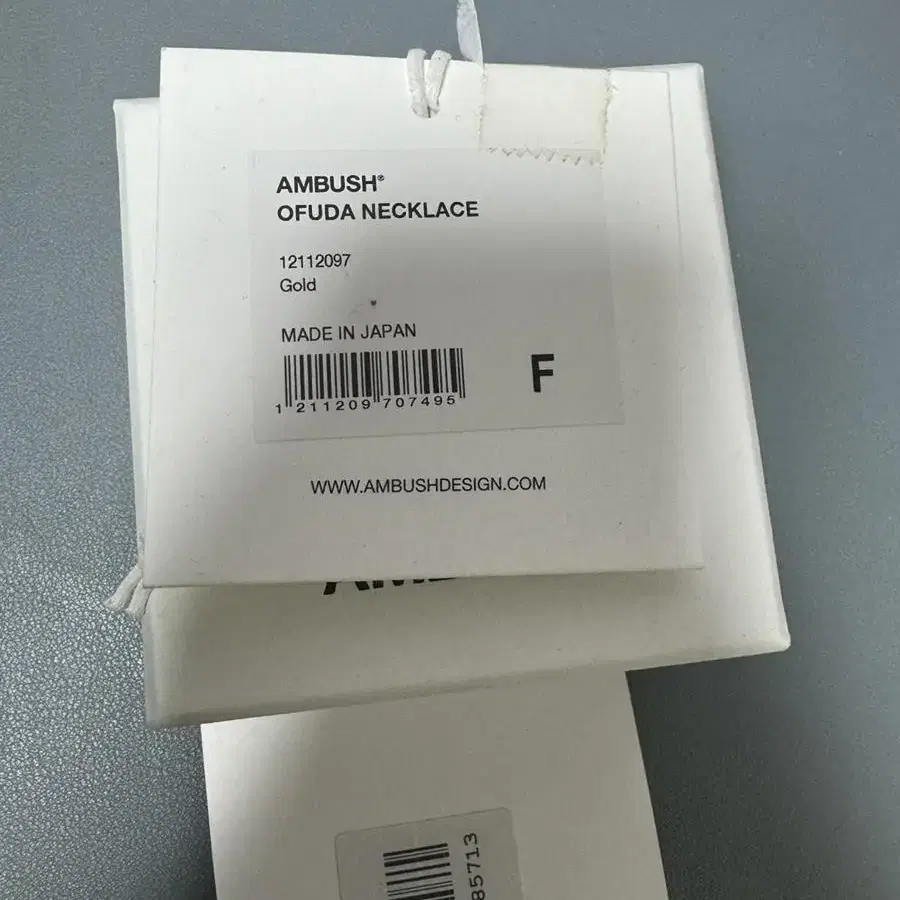 AMBUSH®
OFUDA NECKLACE
12112097
Gold
MADE IN JAPAN
1 211209 707495
F
WWW.AMBUSHDESIGN.COM
85713